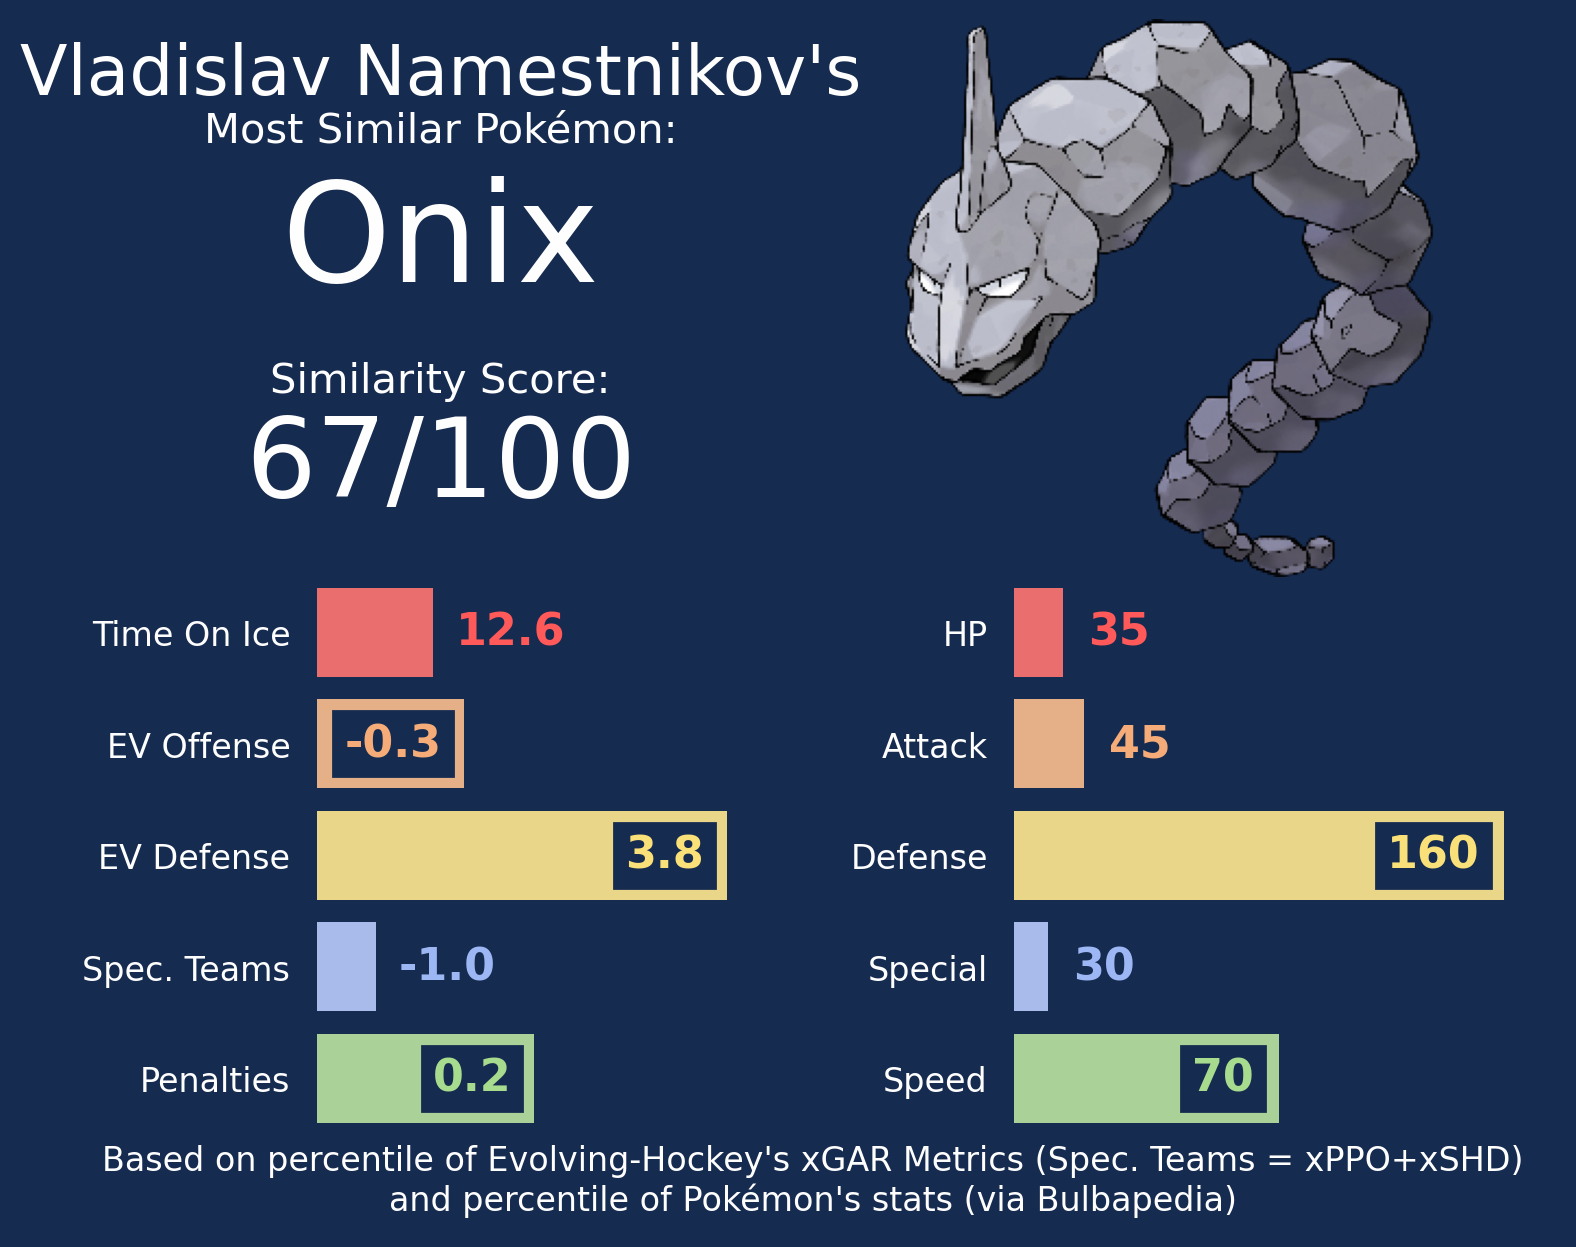 Vladislav Namestnikov's
Most Similar Pokémon:
Onix
Similarity Score:
67/100
Time On Ice 12.6
EV Offense -0.3
EV Defense 3.8
Spec. Teams -1.0
Penalties 0.2
HP 35
Attack 45
Defense 160
Special 30
Speed 70
Based on percentile of Evolving-Hockey's xGAR Metrics (Spec. Teams = xPPO+xSHD)
and percentile of Pokémon's stats (via Bulbapedia)